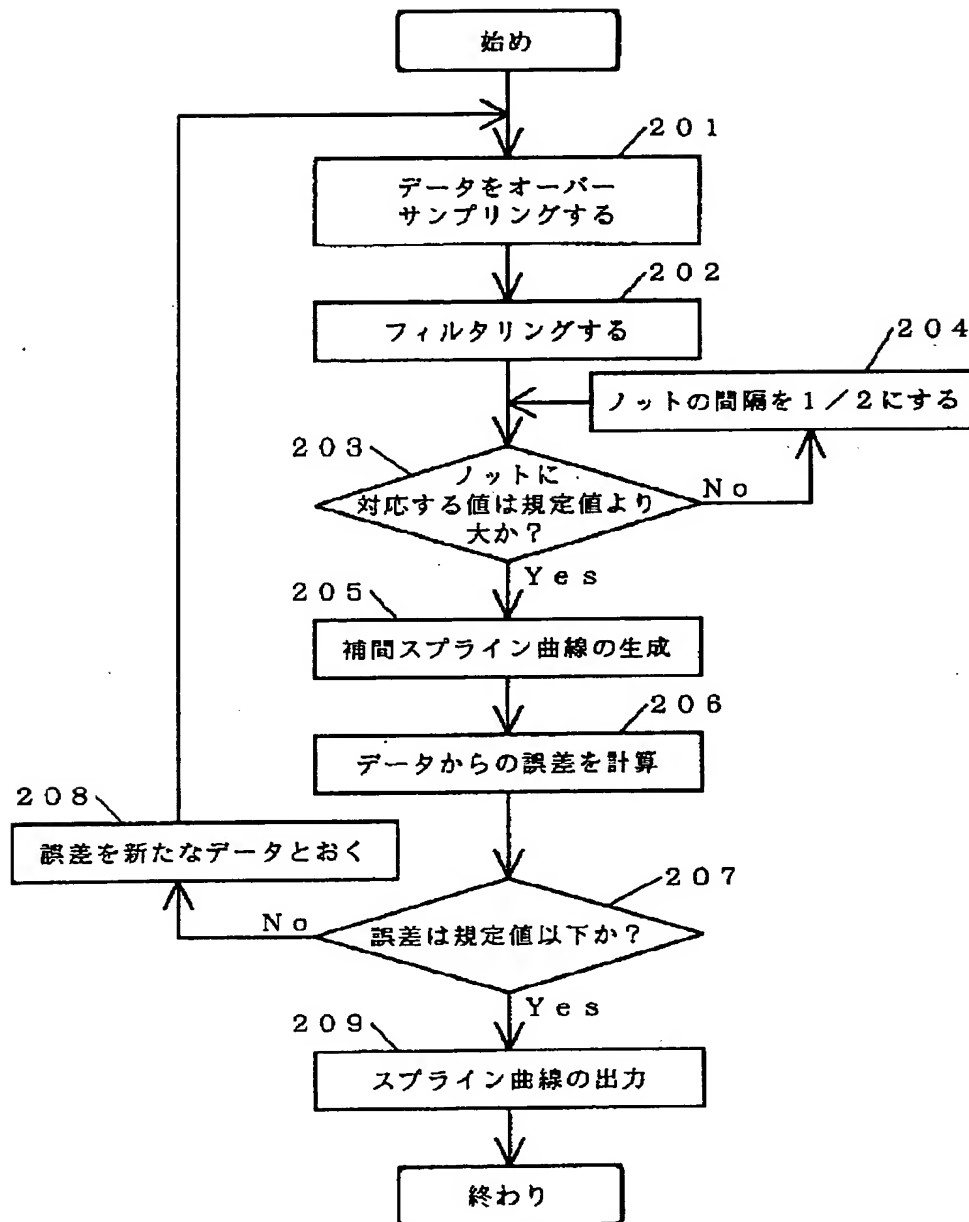 始め
201
データをオーバー
サンプリングする
202
フィルタリングする
204
ノットの間隔を1/2にする
203
ノットに
対応する値は規定値より
大か?
No
Yes
205
補間スプライン曲線の生成
206
データからの誤差を計算
208
誤差を新たなデータとおく
207
誤差は規定値以下か?
No
Yes
209
スプライン曲線の出力
終わり